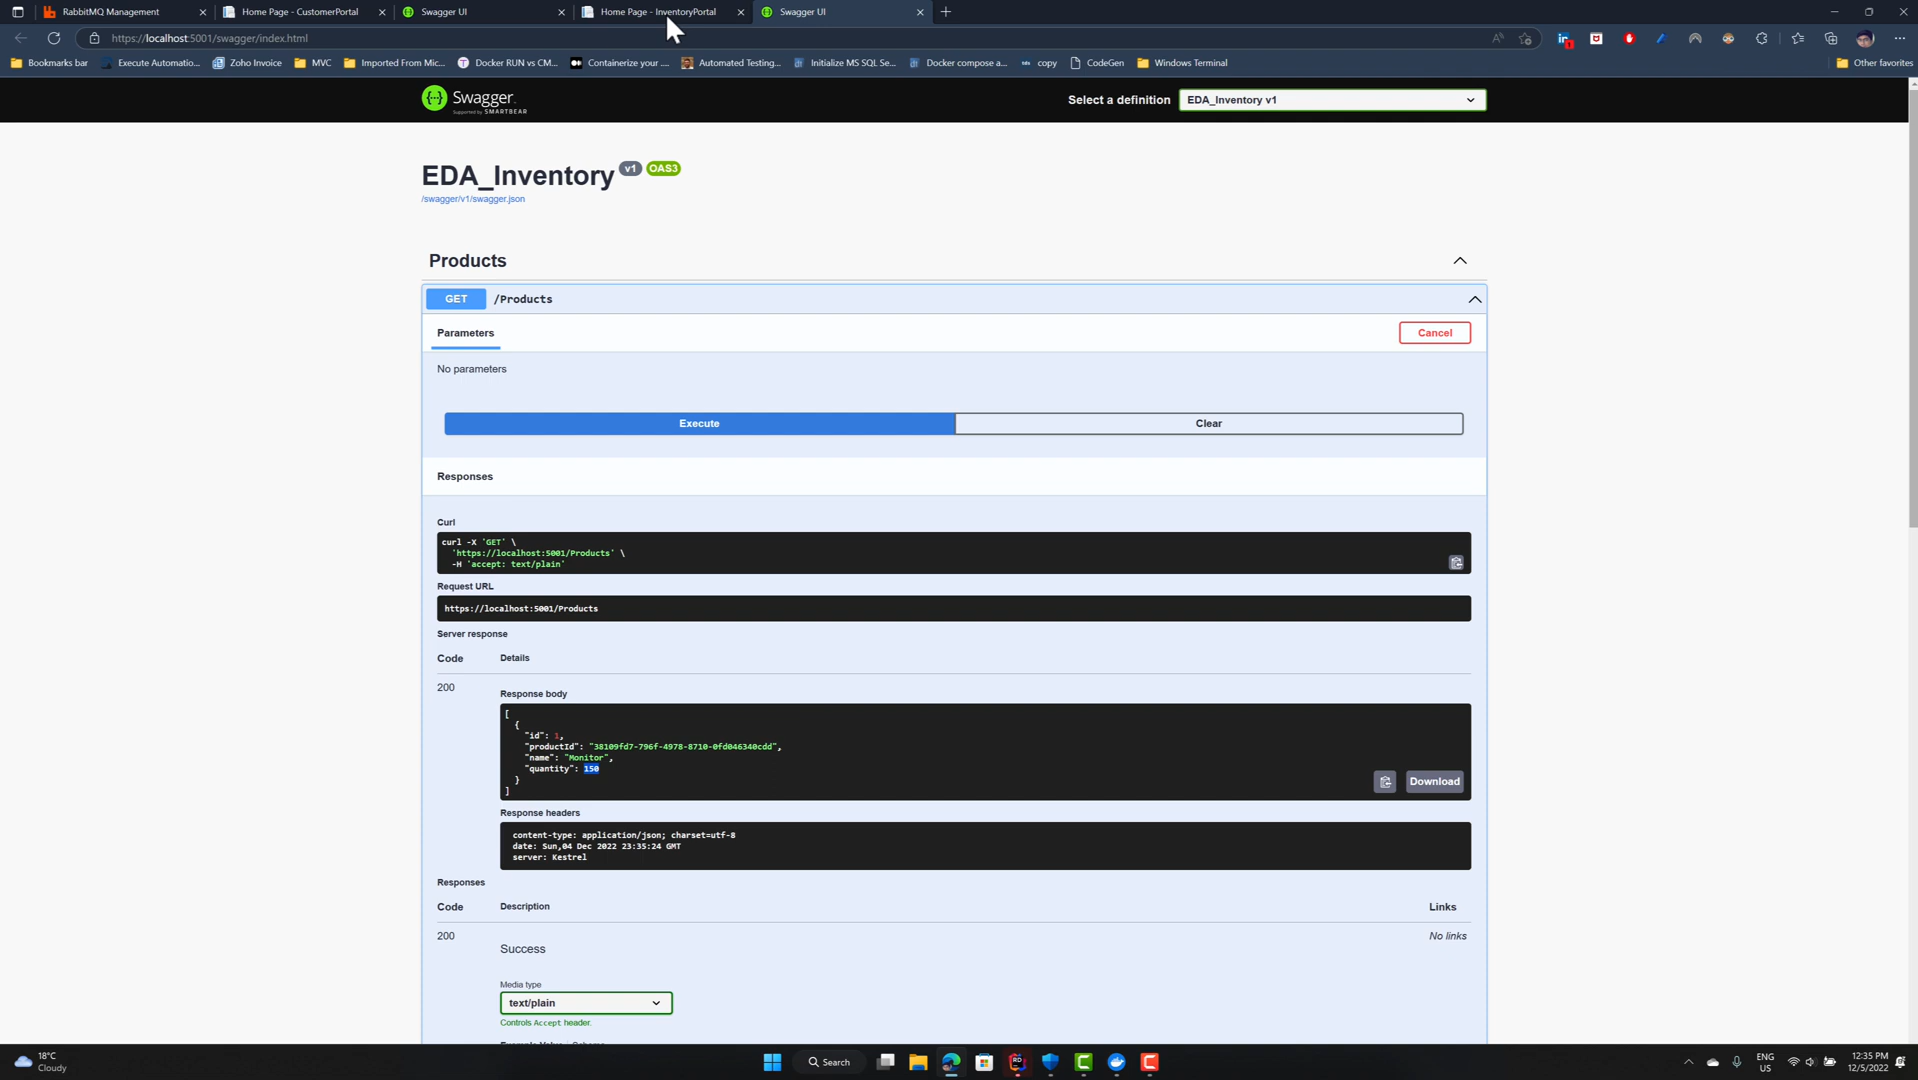 RabbitMQ Management
Home Page - CustomerPortal
Swagger UI
Home Page - InventoryPortal
Swagger UI
https://localhost:5001/swagger/index.html
Bookmarks bar
Execute Automatio...
Zoho Invoice
MVC
Imported From Mic...
Docker RUN vs CM...
Containerize your ....
Automated Testing...
Initialize MS SQL Se...
Docker compose a...
copy
CodeGen
Windows Terminal
Other favorites
Swagger
Supported by SMARTBEAR
Select a definition
EDA_Inventory v1
EDA_Inventory v1 OAS3
/swagger/v1/swagger.json
Products
GET /Products
Parameters
Cancel
No parameters
Execute
Clear
Responses
Curl
curl -X 'GET' \
'https://localhost:5001/Products' \
-H 'accept: text/plain'
Request URL
https://localhost:5001/Products
Server response
Code Details
200
Response body
[
{
"id": 1,
"productId": "38109fd7-796f-4978-8710-0fd046340cdd",
"name": "Monitor",
"quantity": 150
}
]
Download
Response headers
content-type: application/json; charset=utf-8
date: Sun,04 Dec 2022 23:35:24 GMT
server: Kestrel
Responses
Code Description Links
200
Success
No links
Media type
text/plain
Controls Accept header.
18°C
Cloudy
Search
ENG
US
12:35 PM
12/5/2022